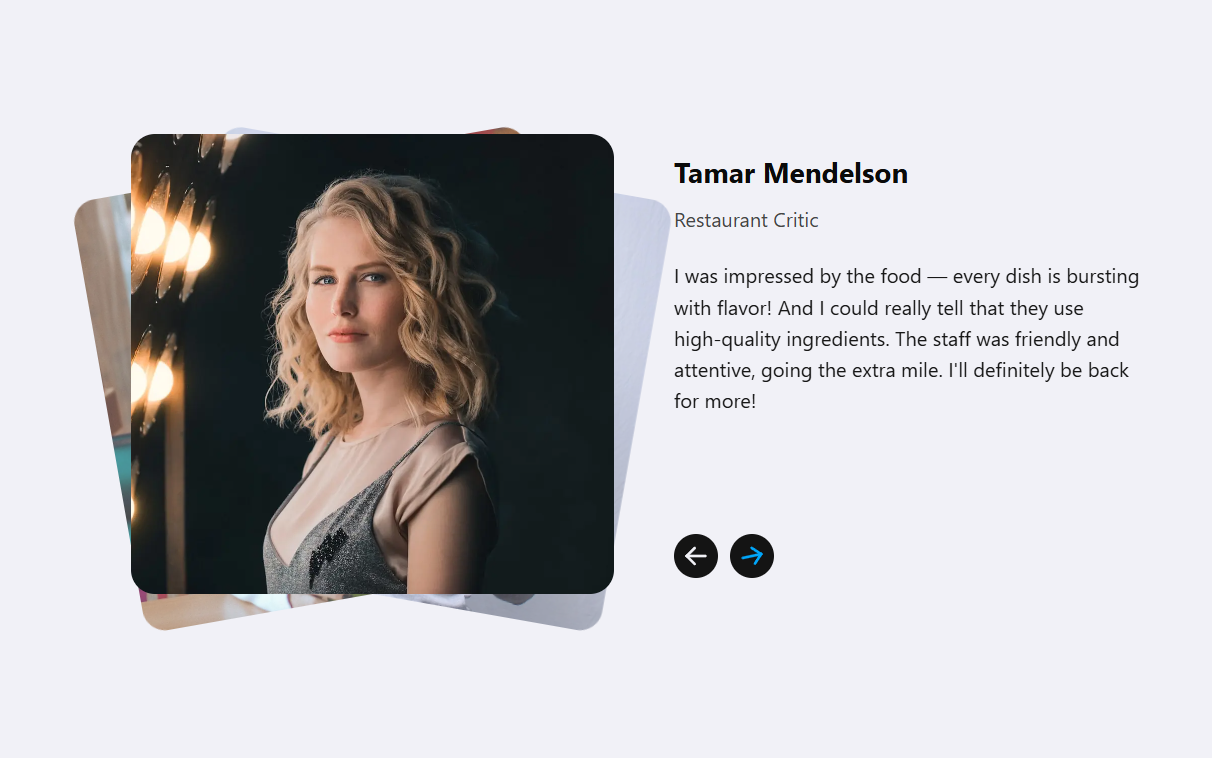 Tamar Mendelson
Restaurant Critic
I was impressed by the food — every dish is bursting
with flavor! And I could really tell that they use
high-quality ingredients. The staff was friendly and
attentive, going the extra mile. I'll definitely be back
for more!